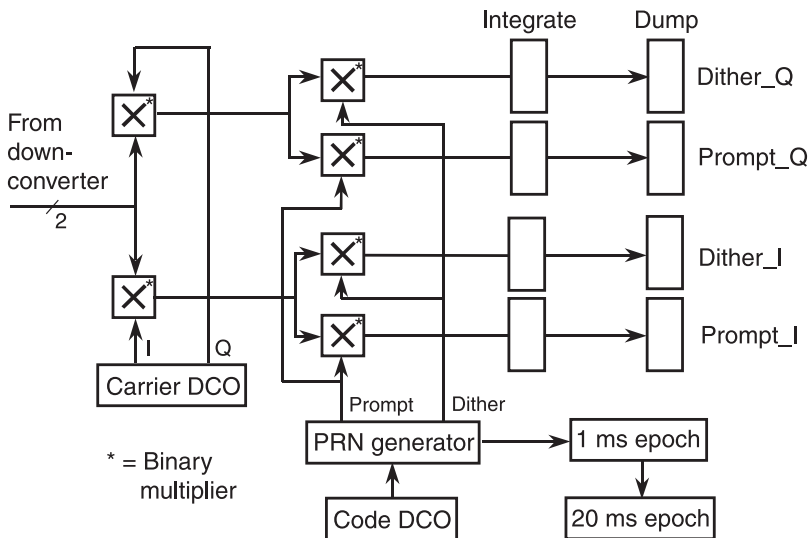 Integrate
Dump
*
*
Dither_Q
From
down-
converter
*
Prompt_Q
2
*
Dither_I
*
*
Prompt_I
I
Q
Carrier DCO
Prompt
Dither
PRN generator
1 ms epoch
* = Binary
multiplier
Code DCO
20 ms epoch